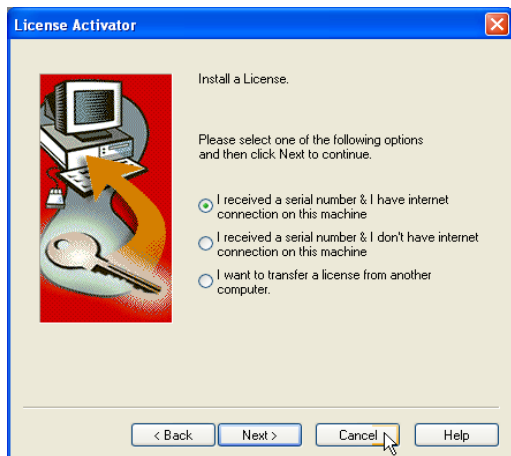 License Activator
Install a License.
Please select one of the following options
and then click Next to continue.
I received a serial number & I have internet
connection on this machine
I received a serial number & I don't have internet
connection on this machine
I want to transfer a license from another
computer.
< Back
Next >
Cancel
Help